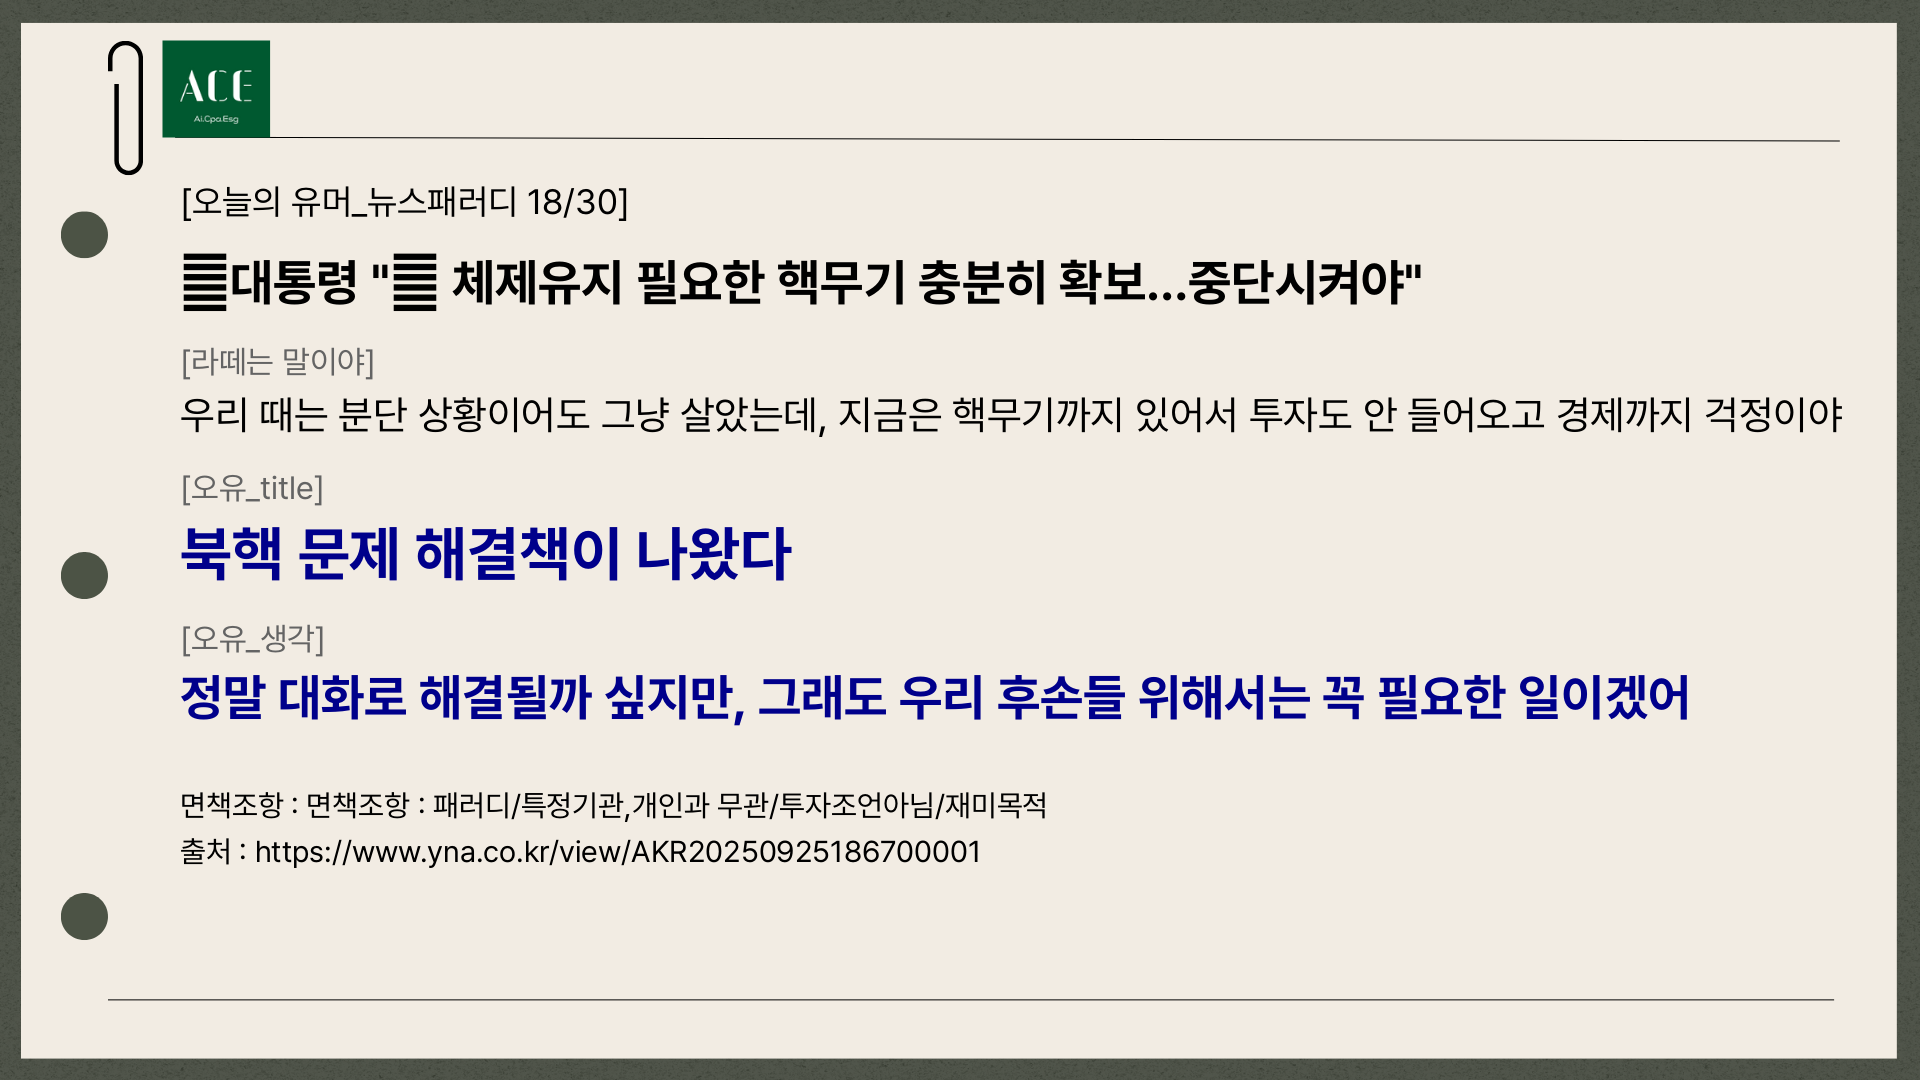 ACE
Ai.Cpa.Esg
[오늘의 유머_뉴스패러디 18/30]
대통령 " 체제유지 필요한 핵무기 충분히 확보…중단시켜야"
[라떼는 말이야]
우리 때는 분단 상황이어도 그냥 살았는데, 지금은 핵무기까지 있어서 투자도 안 들어오고 경제까지 걱정이야
[오유_title]
북핵 문제 해결책이 나왔다
[오유_생각]
정말 대화로 해결될까 싶지만, 그래도 우리 후손들 위해서는 꼭 필요한 일이겠어
면책조항 : 면책조항 : 패러디/특정기관,개인과 무관/투자조언아님/재미목적
출처 : https://www.yna.co.kr/view/AKR20250925186700001